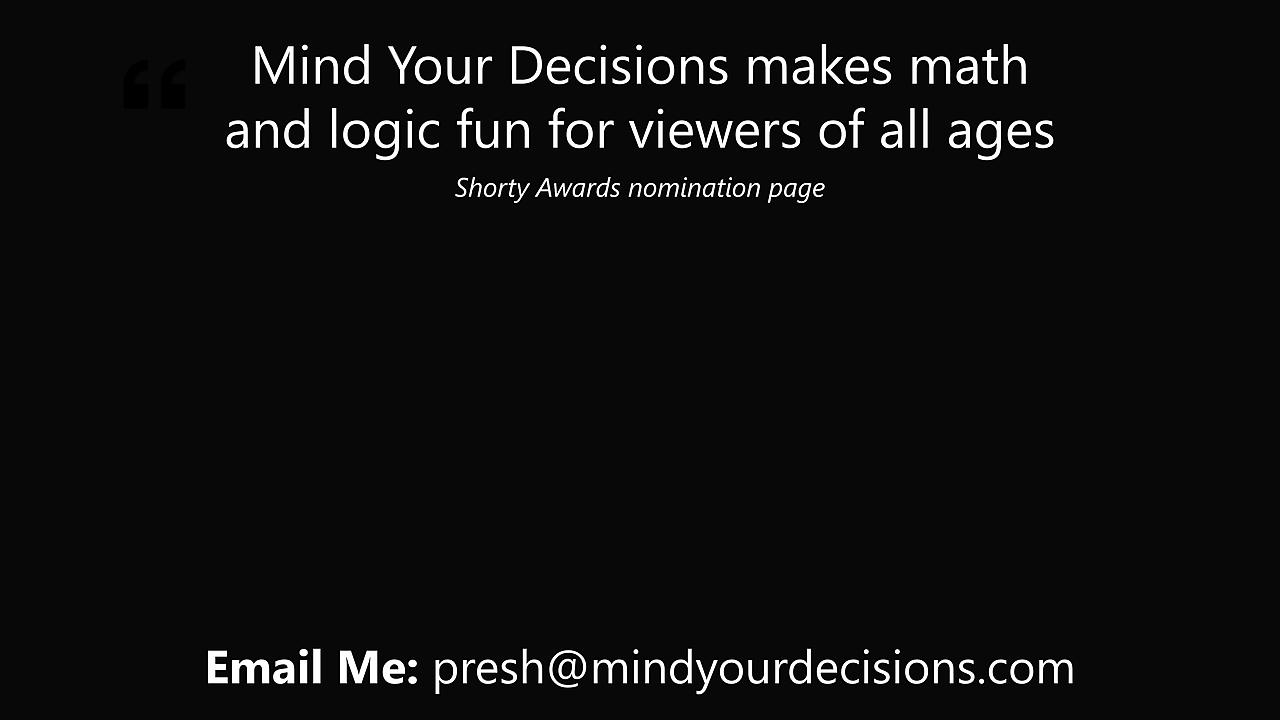 “
Mind Your Decisions makes math
and logic fun for viewers of all ages
Shorty Awards nomination page
Email Me: presh@mindyourdecisions.com